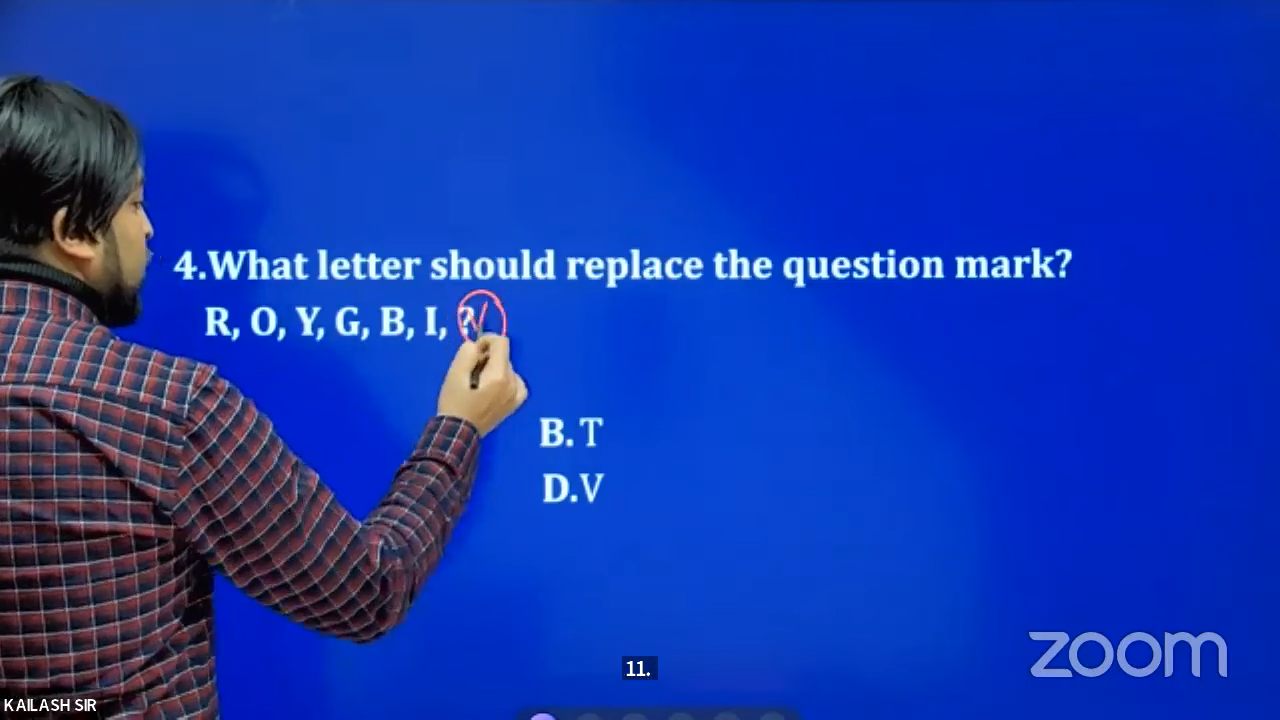 4.What letter should replace the question mark?
R, O, Y, G, B, I, ?
B. T
D.V
zoom
11.
KAILASH SIR